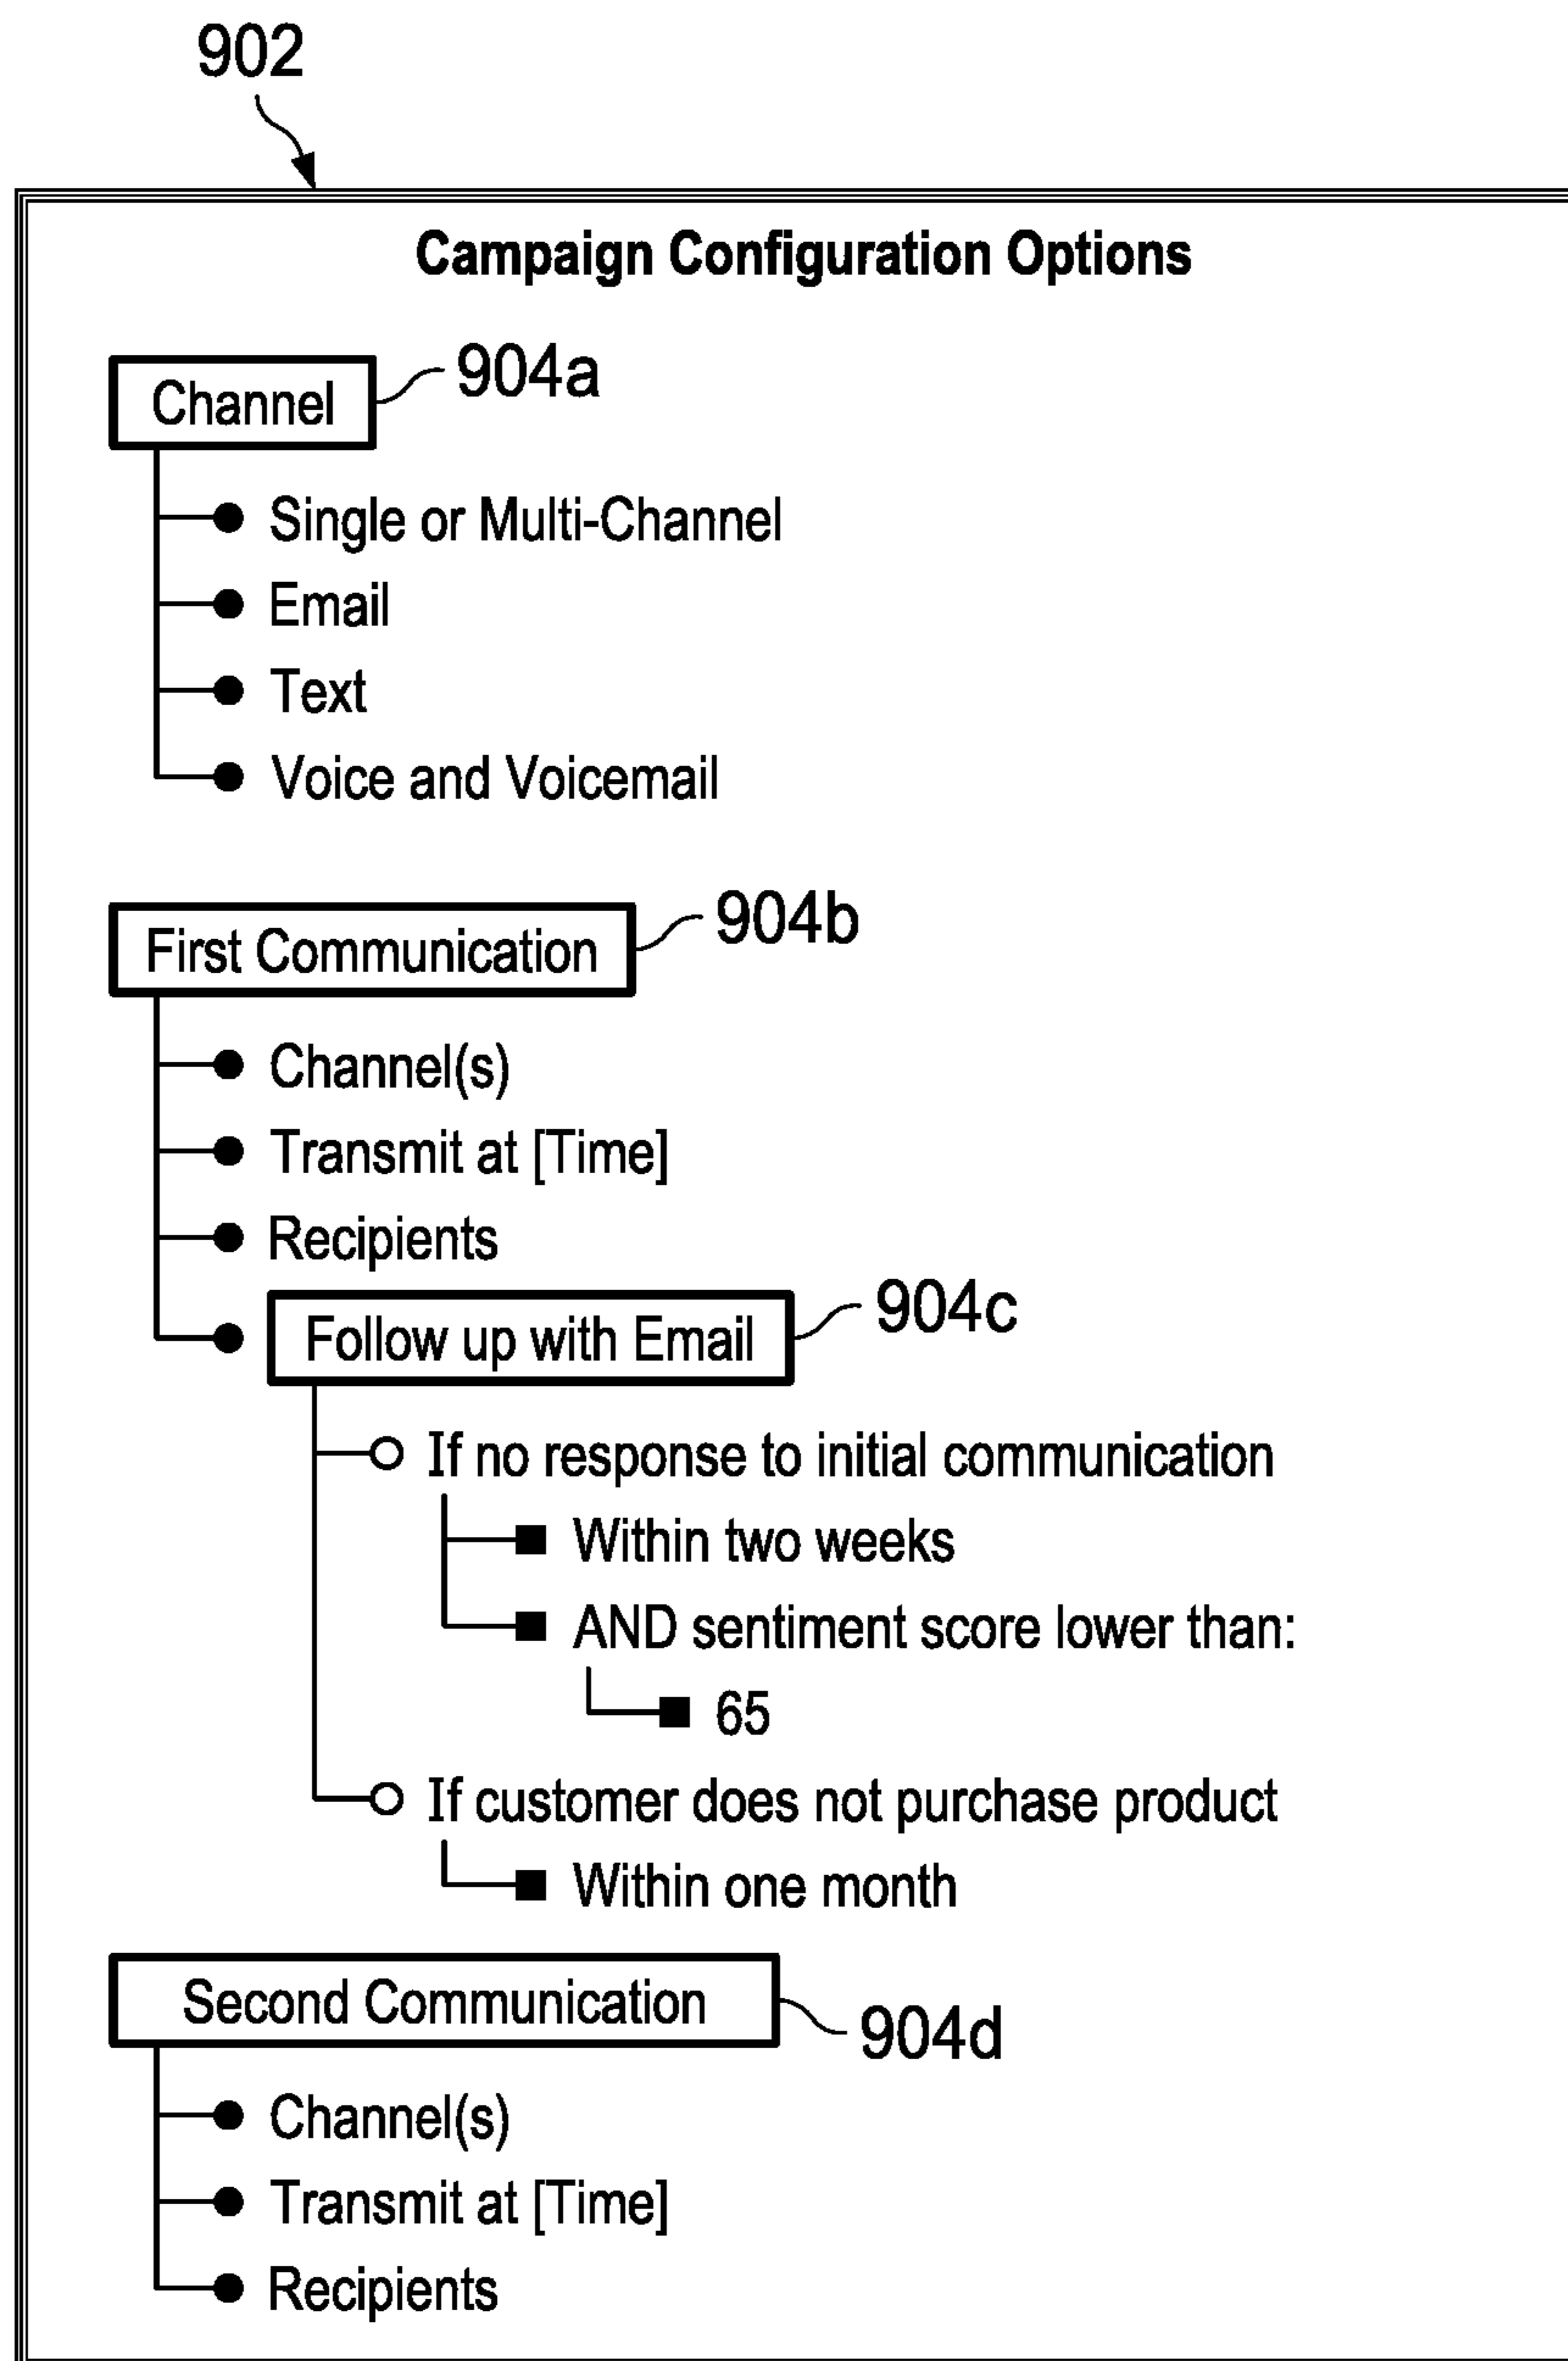 902
Campaign Configuration Options
Channel 904a
Single or Multi-Channel
Email
Text
Voice and Voicemail
First Communication 904b
Channel(s)
Transmit at [Time]
Recipients
Follow up with Email 904c
If no response to initial communication
Within two weeks
AND sentiment score lower than:
65
If customer does not purchase product
Within one month
Second Communication 904d
Channel(s)
Transmit at [Time]
Recipients